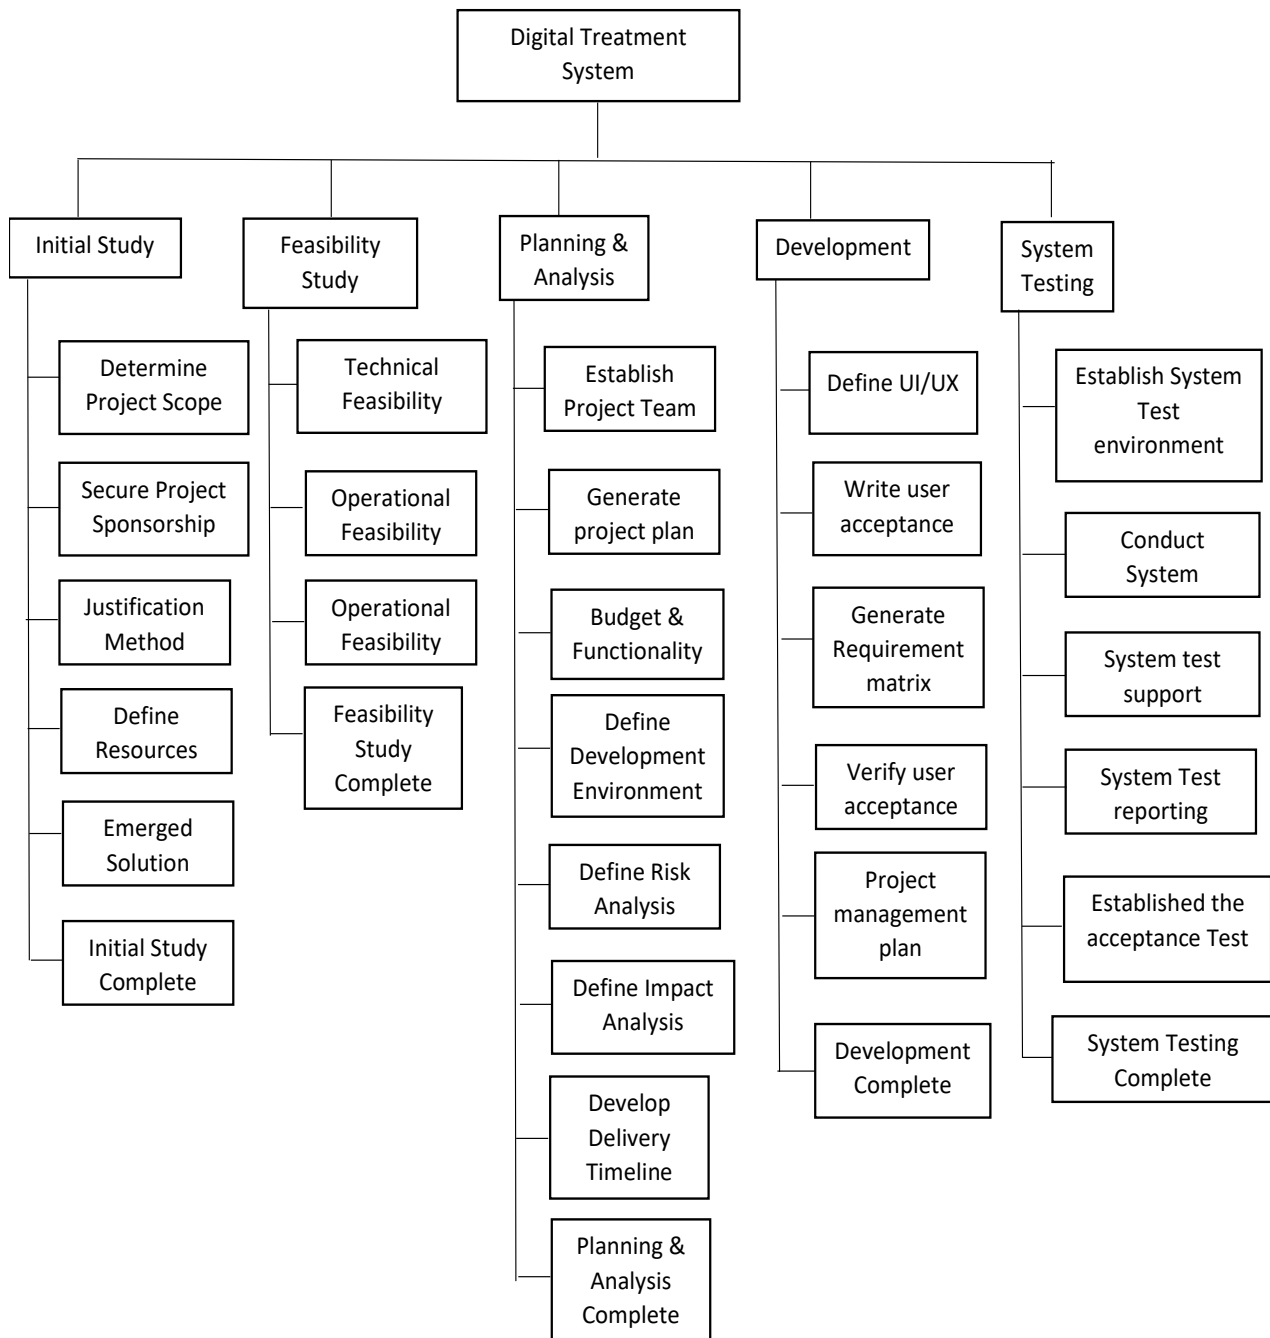 Digital Treatment
System
Initial Study
Feasibility
Study
Planning &
Analysis
Development
System
Testing
Determine
Project Scope
Secure Project
Sponsorship
Justification
Method
Define
Resources
Emerged
Solution
Initial Study
Complete
Technical
Feasibility
Operational
Feasibility
Operational
Feasibility
Feasibility
Study
Complete
Establish
Project Team
Generate
project plan
Budget &
Functionality
Define
Development
Environment
Define Risk
Analysis
Define Impact
Analysis
Develop
Delivery
Timeline
Planning &
Analysis
Complete
Define UI/UX
Write user
acceptance
Generate
Requirement
matrix
Verify user
acceptance
Project
management
plan
Development
Complete
Establish System
Test
environment
Conduct
System
System test
support
System Test
reporting
Established the
acceptance Test
System Testing
Complete